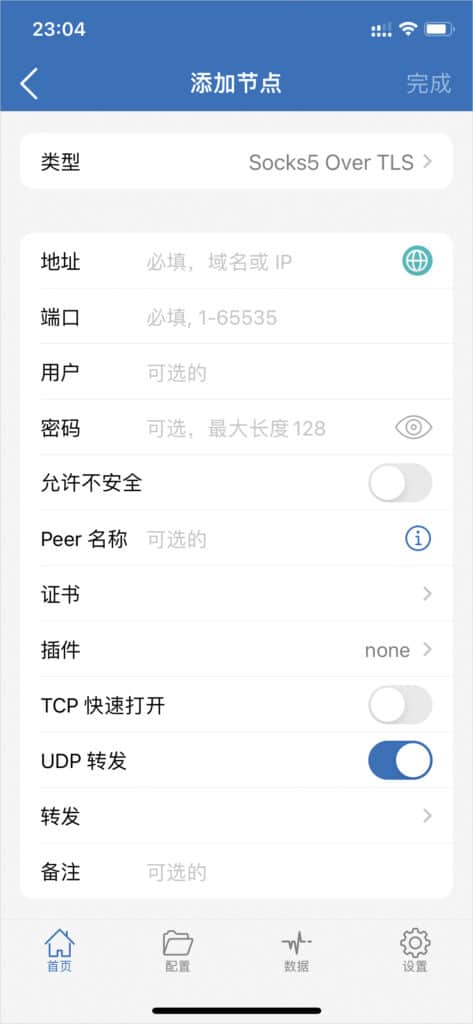 23:04
添加节点
完成
类型 Socks5 Over TLS
地址 必填，域名或 IP
端口 必填, 1-65535
用户 可选的
密码 可选，最大长度128
允许不安全
Peer 名称 可选的
证书
插件 none
TCP 快速打开
UDP 转发
转发
备注 可选的
首页 配置 数据 设置